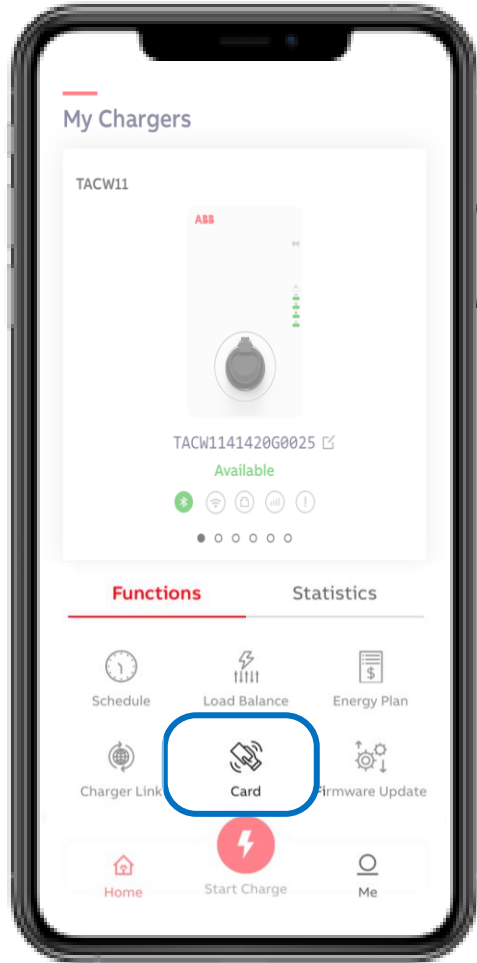 My Chargers
TACW11
ABB
TACW1141420G0025
Available
Functions Statistics
Schedule Load Balance Energy Plan
Charger Link Card Firmware Update
Start Charge
Home Me